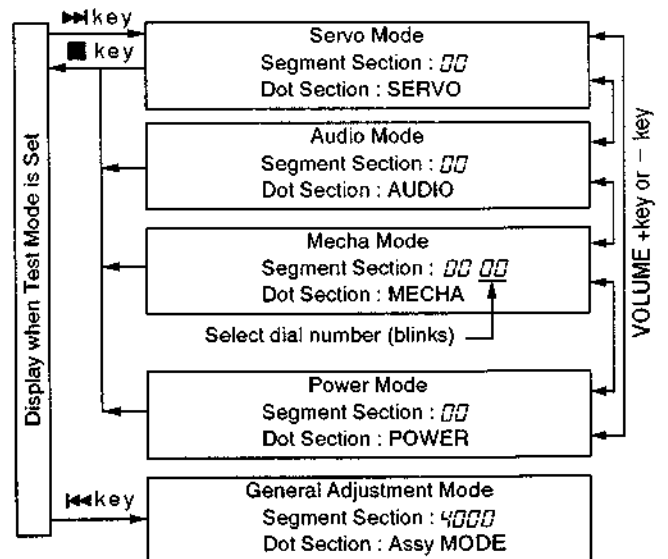 ▶▶| key
■ key
Display when Test Mode is Set
Servo Mode
Segment Section : 00
Dot Section : SERVO
Audio Mode
Segment Section : 00
Dot Section : AUDIO
Mecha Mode
Segment Section : 00 00
Dot Section : MECHA
Select dial number (blinks)
Power Mode
Segment Section : 00
Dot Section : POWER
VOLUME +key or − key
|◀◀ key
General Adjustment Mode
Segment Section : 4000
Dot Section : Assy MODE